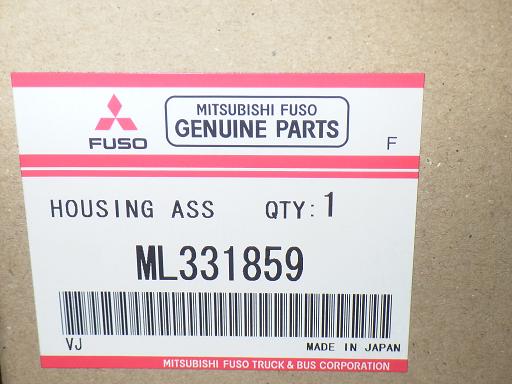 MITSUBISHI FUSO
GENUINE PARTS
FUSO
F
HOUSING ASS QTY: 1
ML331859
VJ MADE IN JAPAN
MITSUBISHI FUSO TRUCK & BUS CORPORATION